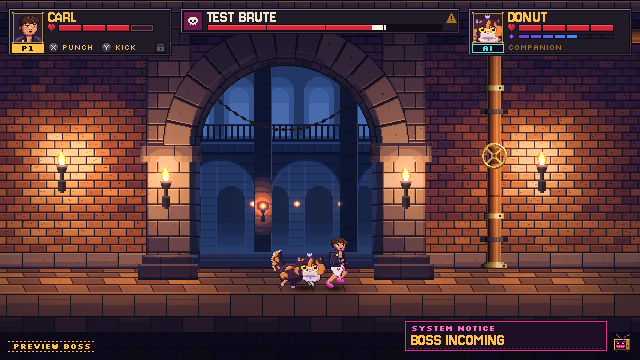 CARL
P1
X PUNCH Y KICK
TEST BRUTE
DONUT
AI
COMPANION
SYSTEM NOTICE
BOSS INCOMING
PREVIEW BOSS